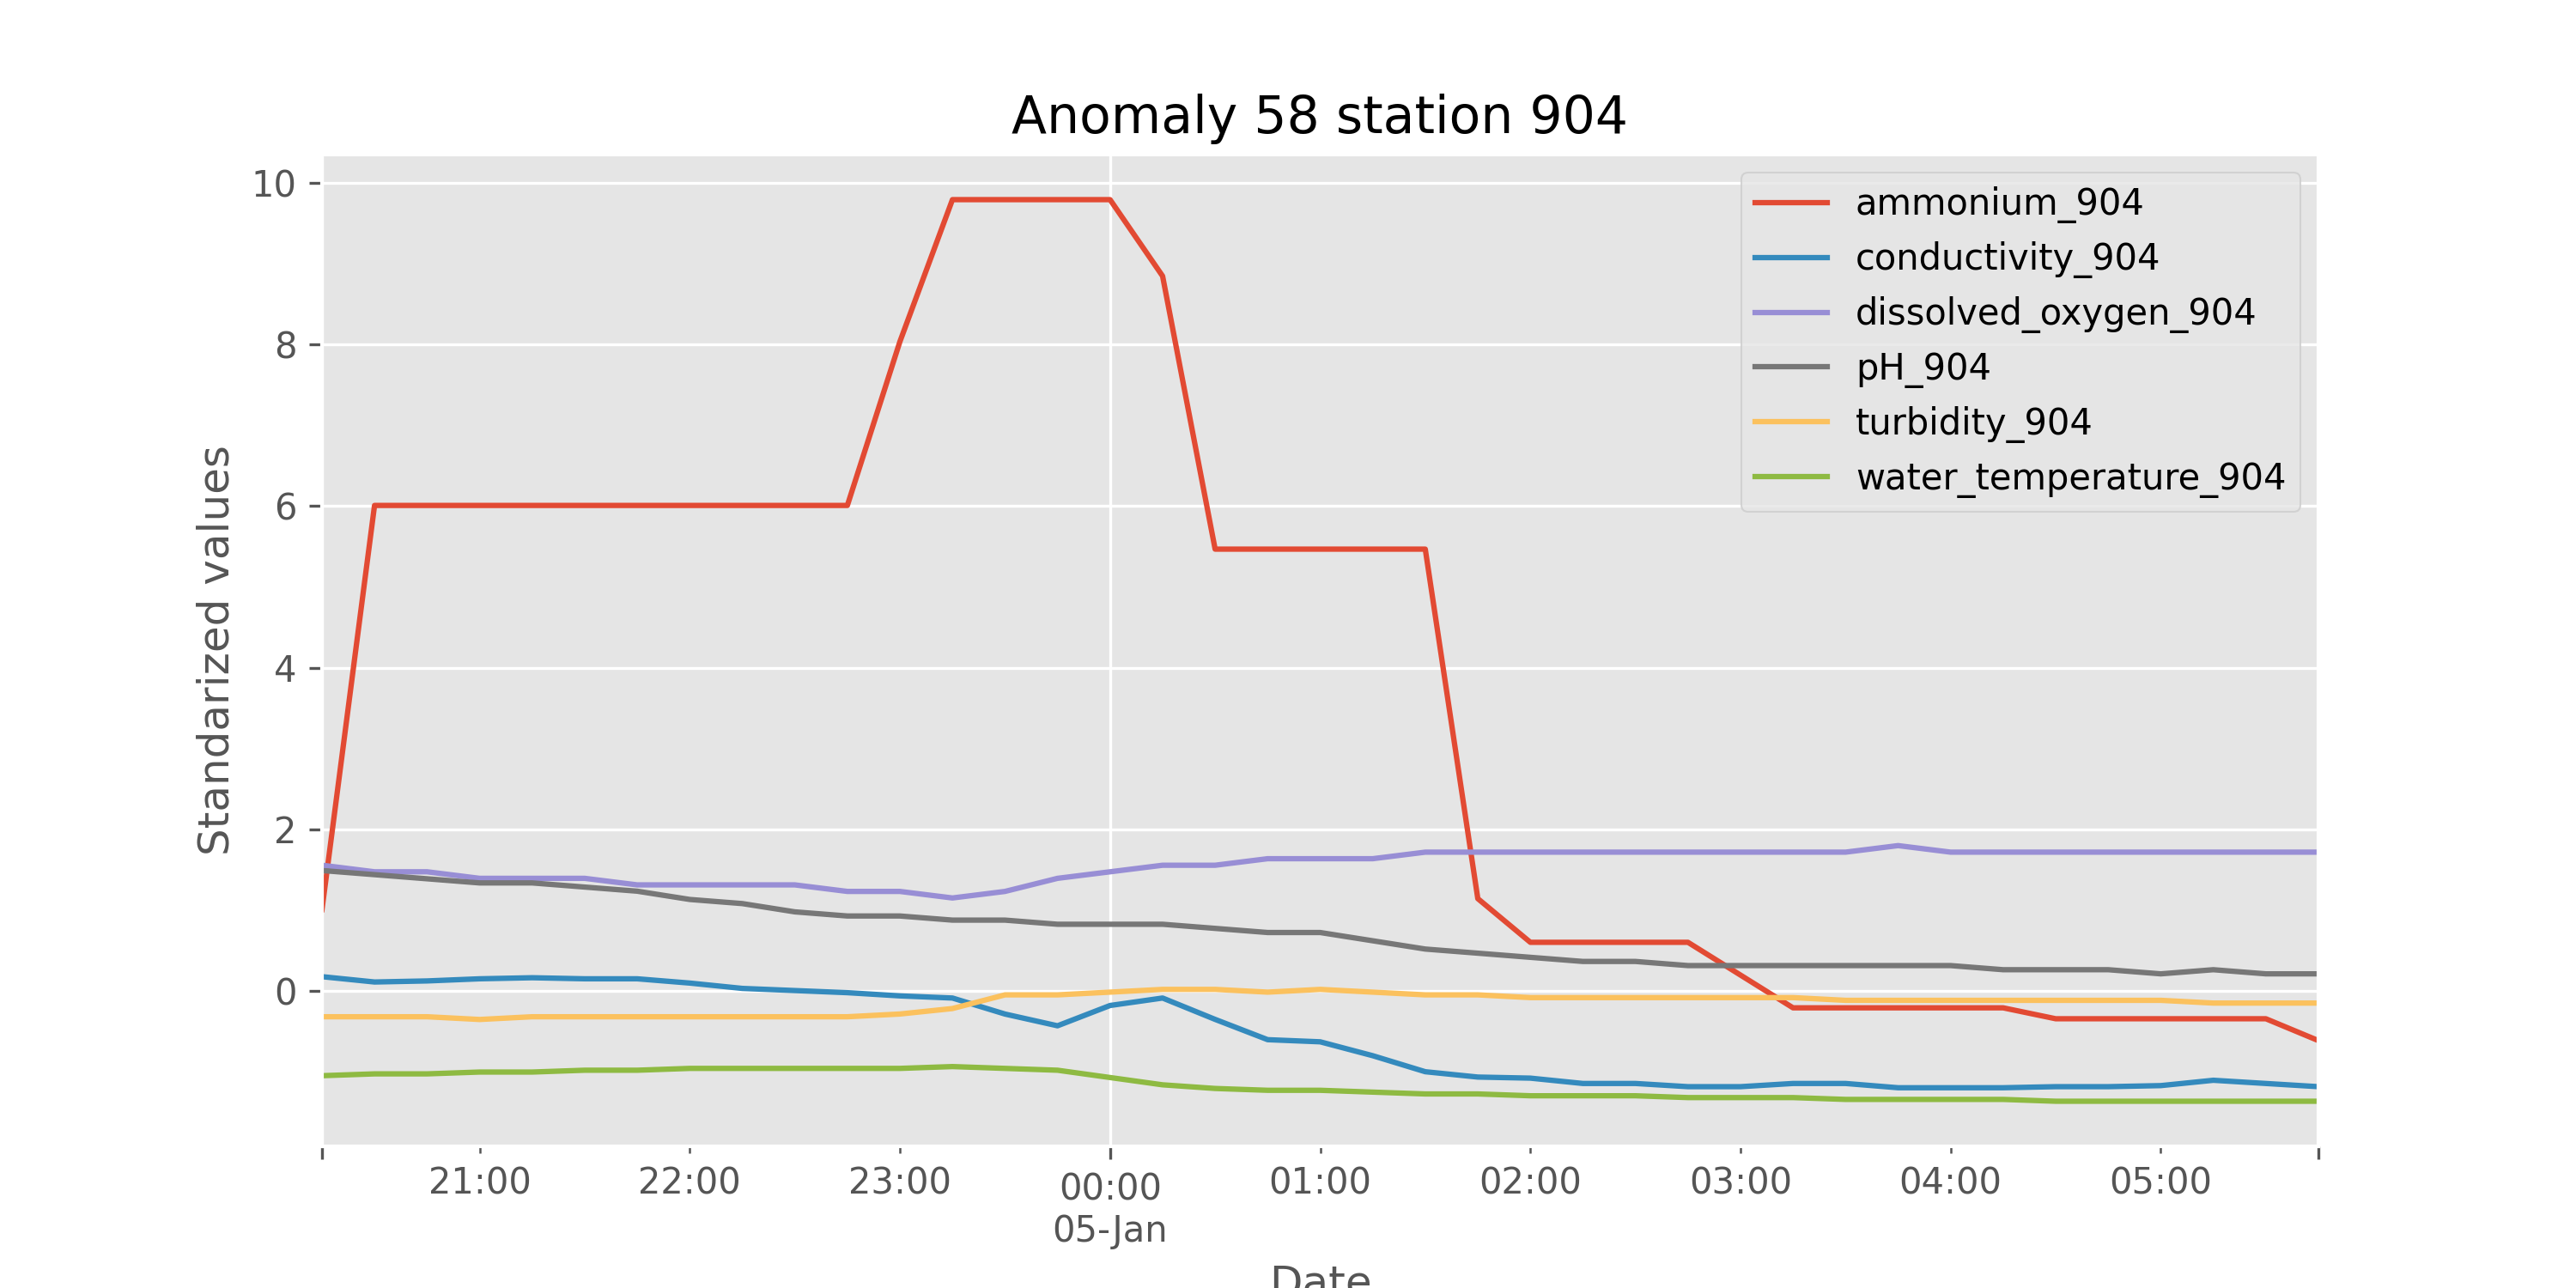 Anomaly 58 station 904
10
8
6
4
2
0
Standarized values
ammonium_904
conductivity_904
dissolved_oxygen_904
pH_904
turbidity_904
water_temperature_904
21:00 22:00 23:00 00:00 01:00 02:00 03:00 04:00 05:00
05-Jan
Date